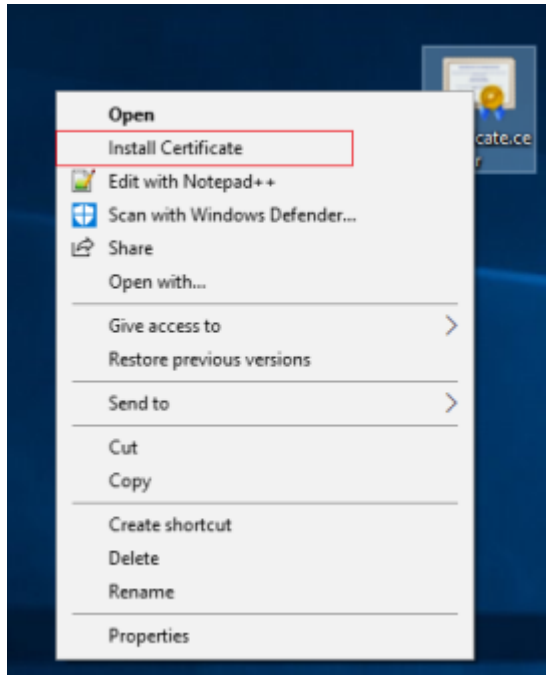 Open
Install Certificate
Edit with Notepad++
Scan with Windows Defender...
Share
Open with...
Give access to
Restore previous versions
Send to
Cut
Copy
Create shortcut
Delete
Rename
Properties
cate.ce
r